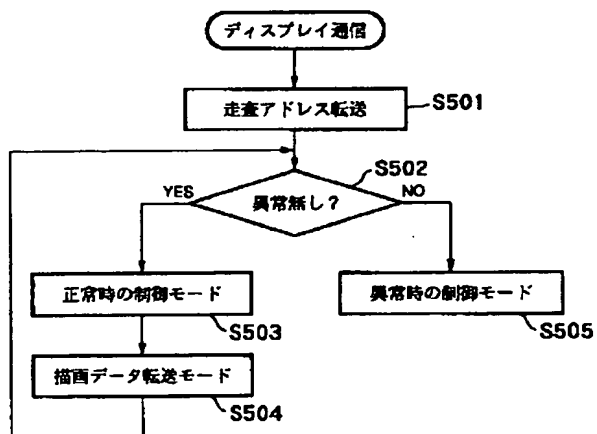 ディスプレイ通信
走査アドレス転送
S501
S502
YES
異常無し？
NO
正常時の制御モード
S503
異常時の制御モード
S505
描画データ転送モード
S504